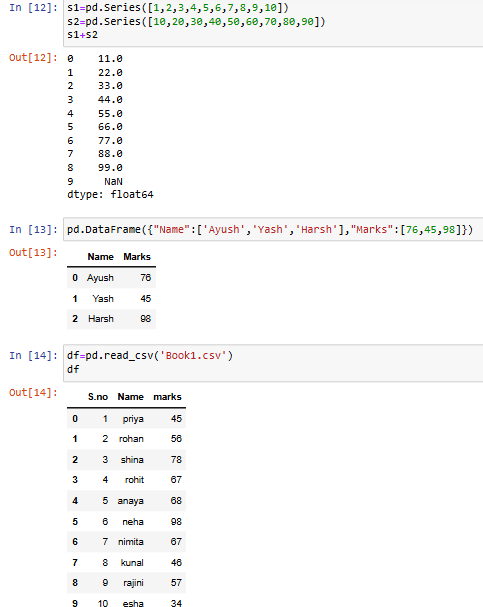 In [12]: s1=pd.Series([1,2,3,4,5,6,7,8,9,10])
s2=pd.Series([10,20,30,40,50,60,70,80,90])
s1+s2
Out[12]: 0 11.0
1 22.0
2 33.0
3 44.0
4 55.0
5 66.0
6 77.0
7 88.0
8 99.0
9 NaN
dtype: float64
In [13]: pd.DataFrame({"Name":['Ayush','Yash','Harsh'],"Marks":[76,45,98]})
Out[13]:
Name Marks
0 Ayush 76
1 Yash 45
2 Harsh 98
In [14]: df=pd.read_csv('Book1.csv')
df
Out[14]:
S.no Name marks
0 1 priya 45
1 2 rohan 56
2 3 shina 78
3 4 rohit 67
4 5 anaya 68
5 6 neha 98
6 7 nimita 67
7 8 kunal 46
8 9 rajini 57
9 10 esha 34